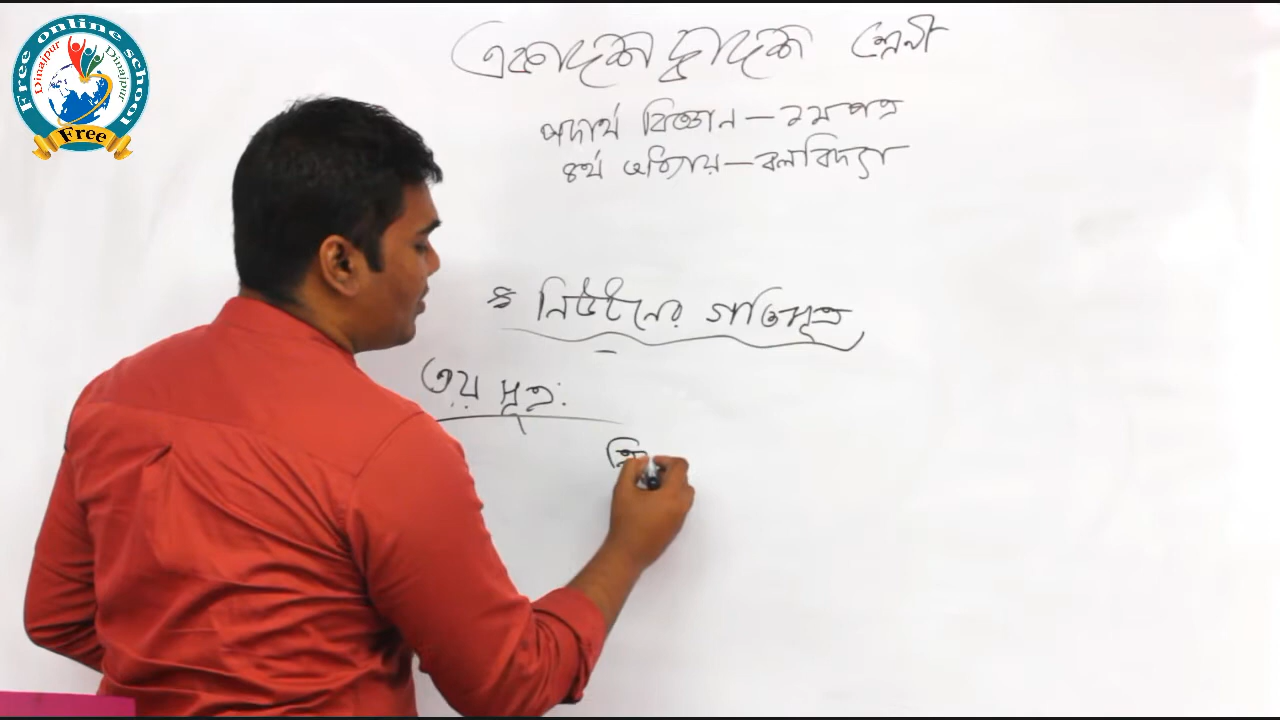 Free online school
Dinajpur
Dinajpur
Free
একাদশ দ্বাদশ শ্রেণী
পদার্থ বিজ্ঞান – ১ম পত্র
৪র্থ অধ্যায় – বলবিদ্যা
* নিউটনের গতিসূত্র
৩য় সূত্র: